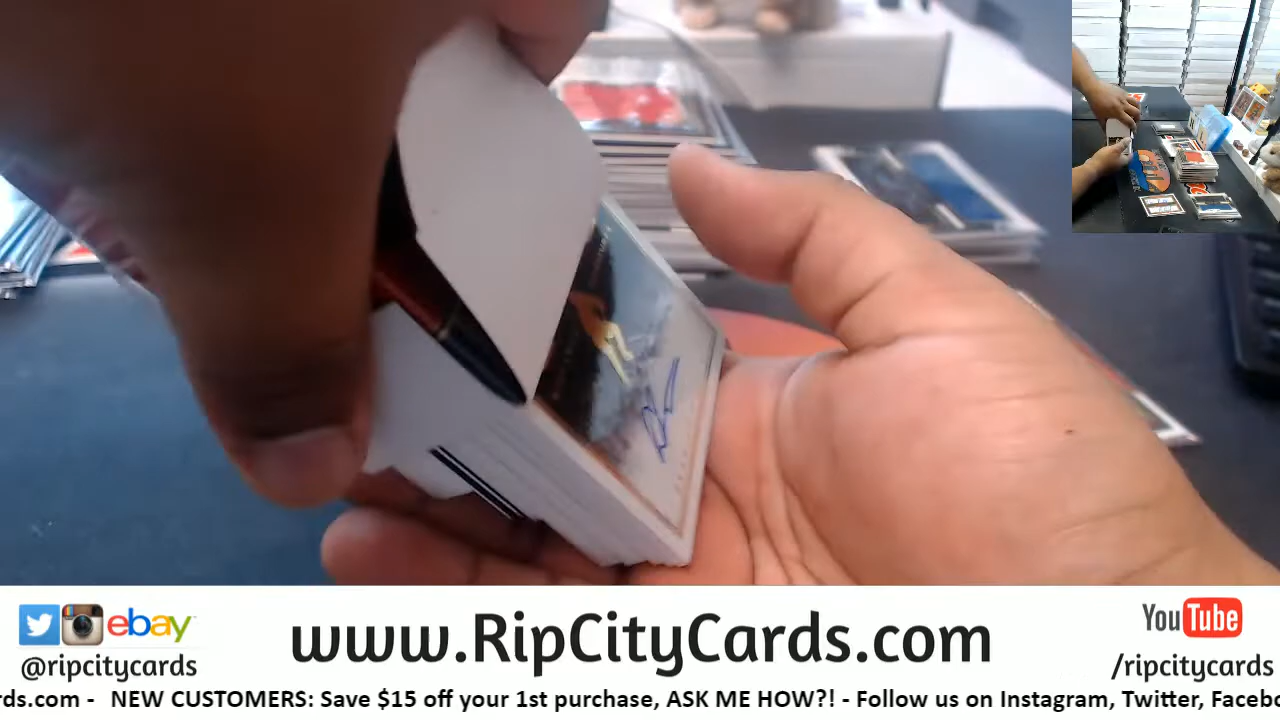 ebay
www.RipCityCards.com
YouTube
@ripcitycards
/ripcitycards
ds.com - NEW CUSTOMERS: Save $15 off your 1st purchase, ASK ME HOW?! - Follow us on Instagram, Twitter, Facebo